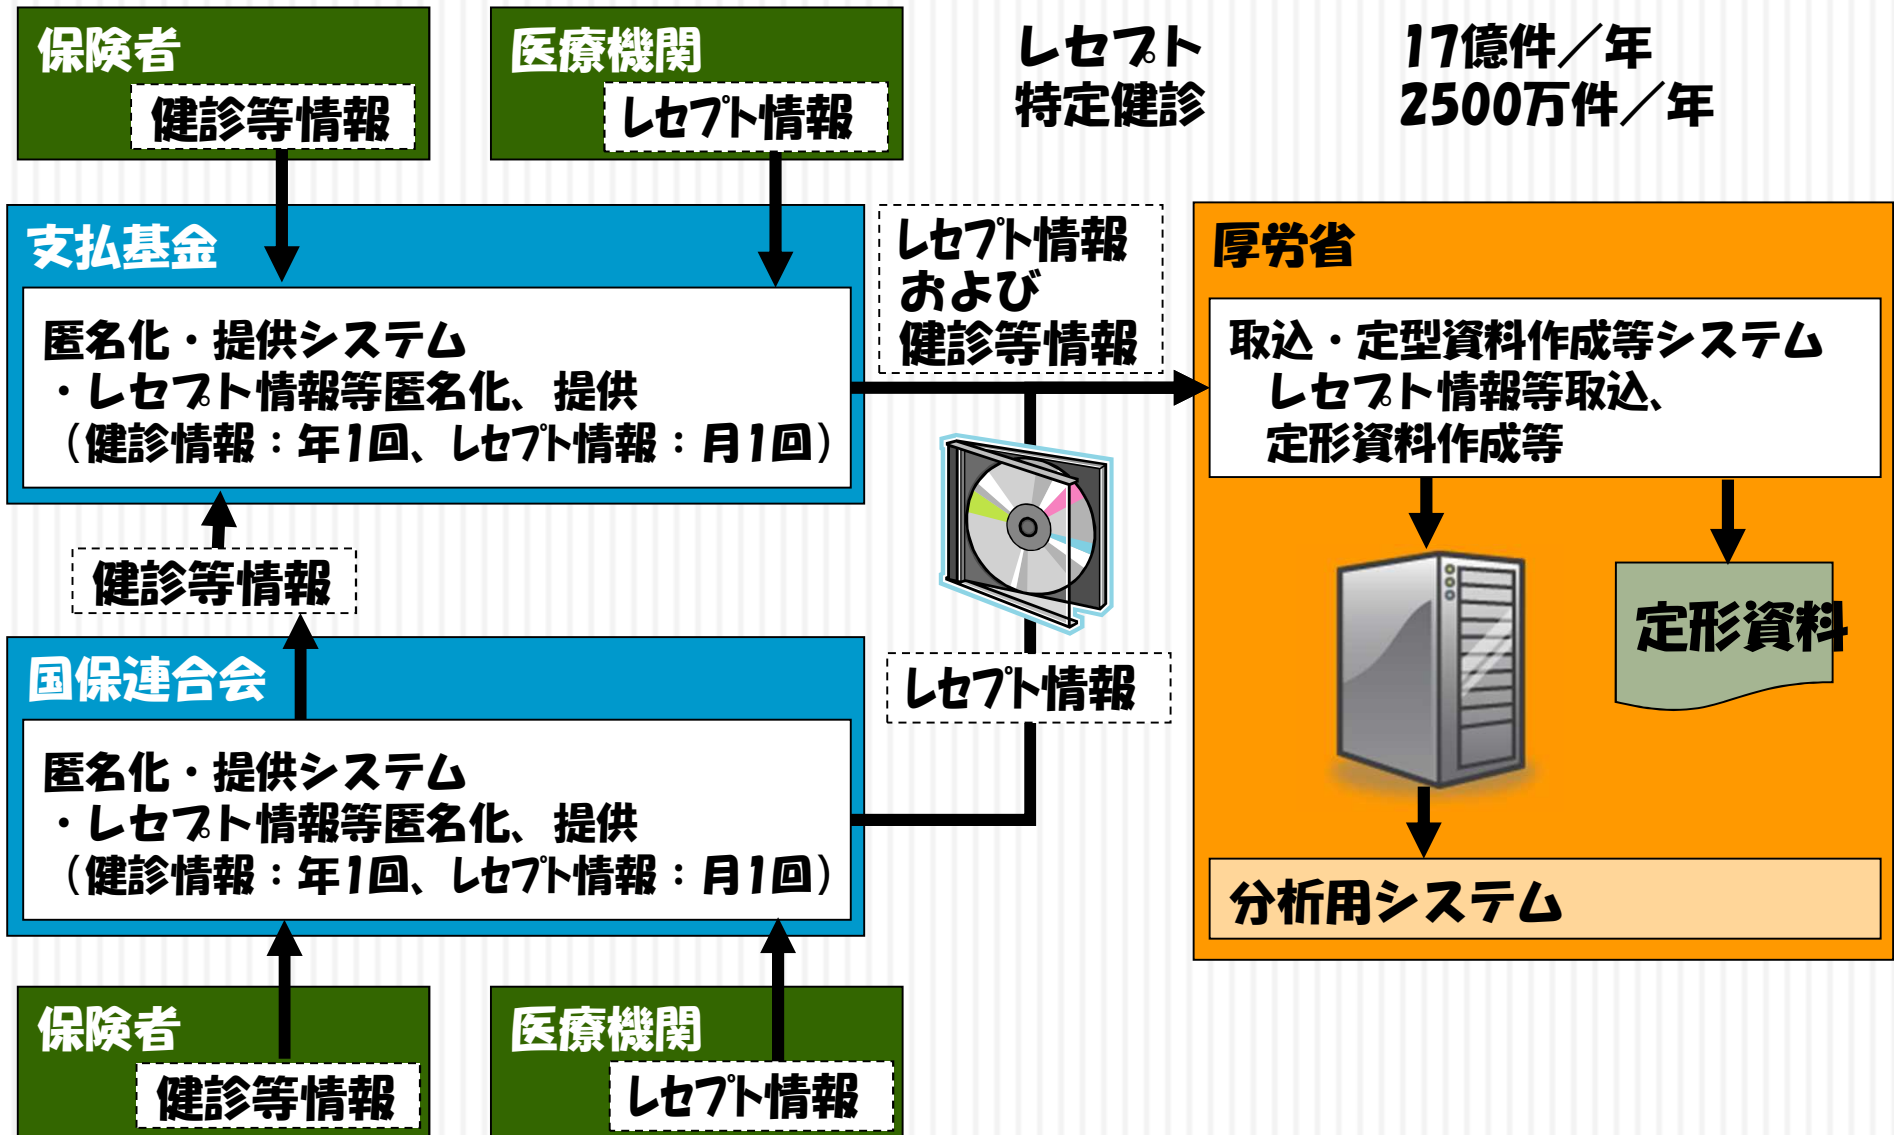 保険者
健診等情報
医療機関
レセプト情報
レセプト 17億件／年
特定健診 2500万件／年
支払基金
匿名化・提供システム
・レセプト情報等匿名化、提供
（健診情報：年1回、レセプト情報：月1回）
レセプト情報
および
健診等情報
厚労省
取込・定型資料作成等システム
レセプト情報等取込、
定形資料作成等
健診等情報
定形資料
国保連合会
レセプト情報
匿名化・提供システム
・レセプト情報等匿名化、提供
（健診情報：年1回、レセプト情報：月1回）
分析用システム
保険者
健診等情報
医療機関
レセプト情報